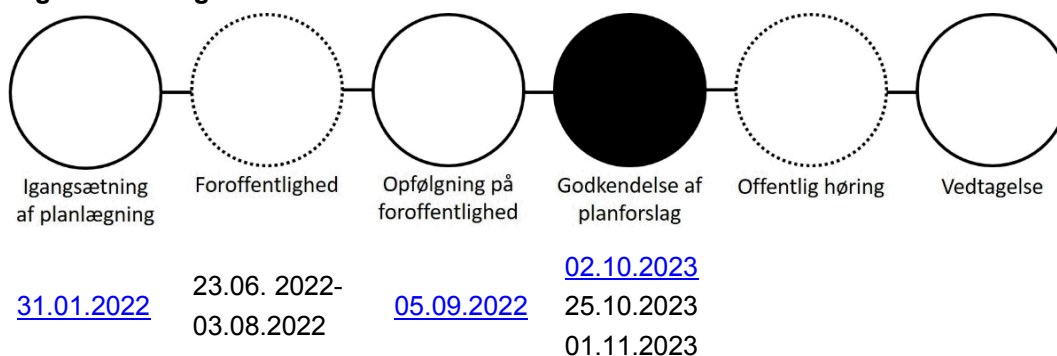 Igangsætning
af planlægning
Foroffentlighed
Opfølgning på
foroffentlighed
Godkendelse af
planforslag
Offentlig høring
Vedtagelse
31.01.2022
23.06. 2022-
03.08.2022
05.09.2022
02.10.2023
25.10.2023
01.11.2023